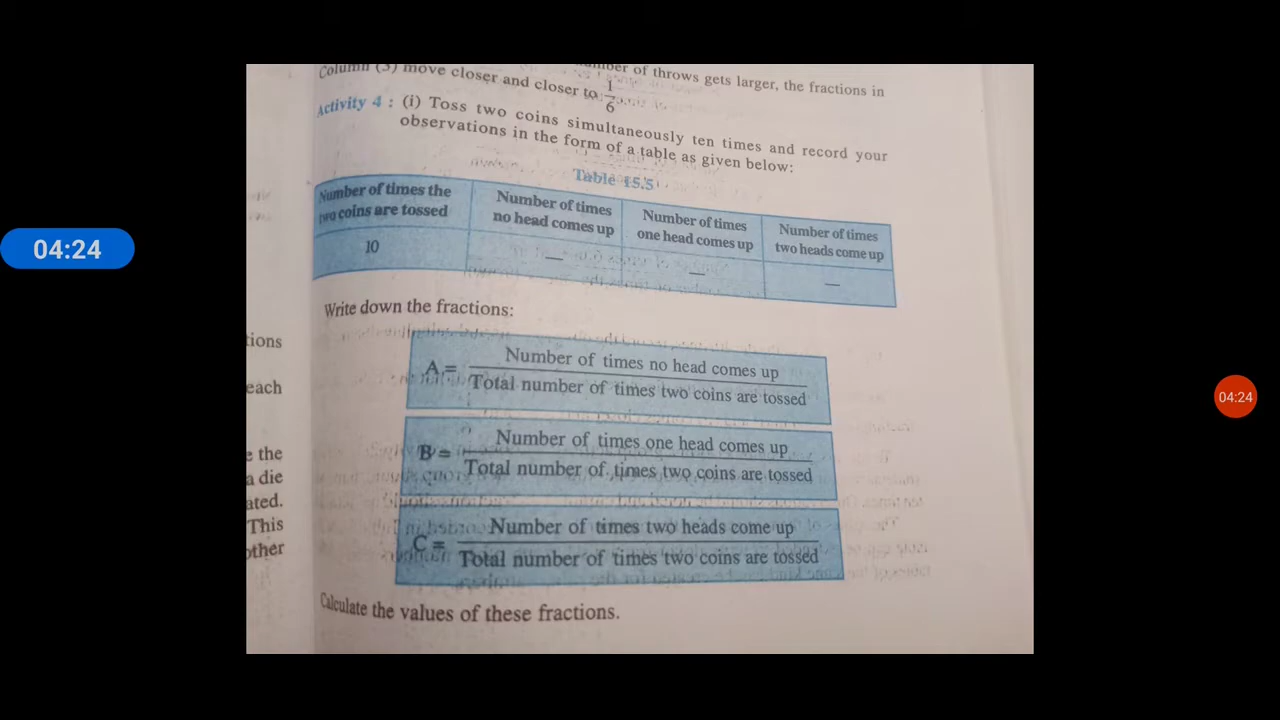 number of throws gets larger, the fractions in
Column (3) move closer and closer to 1/6
Activity 4 : (i) Toss two coins simultaneously ten times and record your
observations in the form of a table as given below:
Table 15.5
Number of times the
two coins are tossed
Number of times
no head comes up
Number of times
one head comes up
Number of times
two heads come up
10
—
—
—
Write down the fractions:
A = Number of times no head comes up
Total number of times two coins are tossed
B = Number of times one head comes up
Total number of times two coins are tossed
C = Number of times two heads come up
Total number of times two coins are tossed
Calculate the values of these fractions.
tions
each
e the
a die
ated.
This
other
04:24
04:24